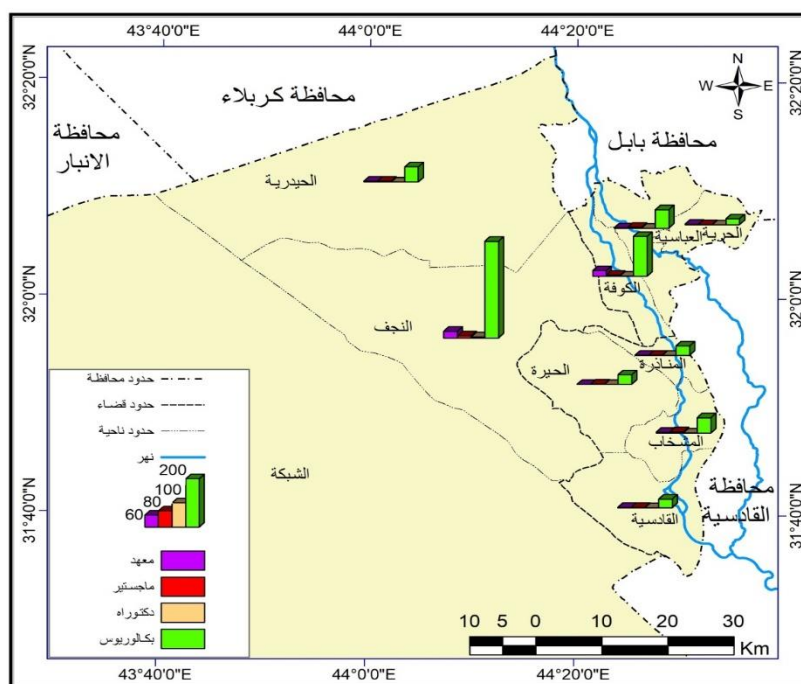 43°40'0"E
44°0'0"E
44°20'0"E
32°20'0"N
32°20'0"N
N
W E
S
محافظة كربلاء
محافظة
الانبار
محافظة بابل
الحيدرية
الحرية
العباسية
الكوفة
32°0'0"N
32°0'0"N
النجف
المناذرة
الحيرة
المشخاب
الشبكة
القادسية
محافظة
القادسية
31°40'0"N
31°40'0"N
حدود محافظة
حدود قضاء
حدود ناحية
نهر
200
100
80
60
معهد
ماجستير
دكتوراه
بكالوريوس
10 5 0 10 20 30
Km
43°40'0"E
44°0'0"E
44°20'0"E